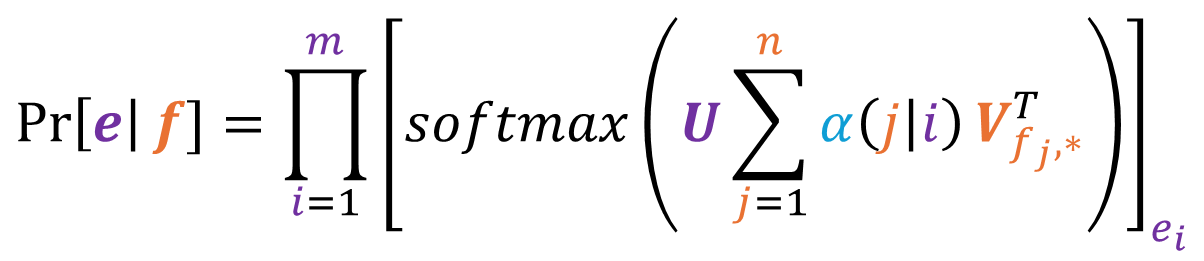 Pr[e| f] = ∏_{i=1}^{m} [softmax(U ∑_{j=1}^{n} α(j|i) V^T_{f_j,*})]_{e_i}